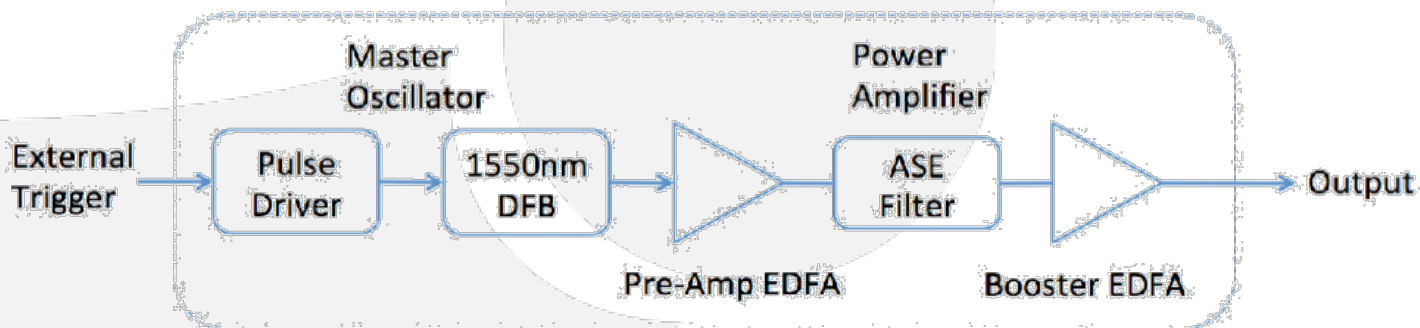 Master
Oscillator
Power
Amplifier
External
Trigger
Pulse
Driver
1550nm
DFB
ASE
Filter
Output
Pre-Amp EDFA
Booster EDFA